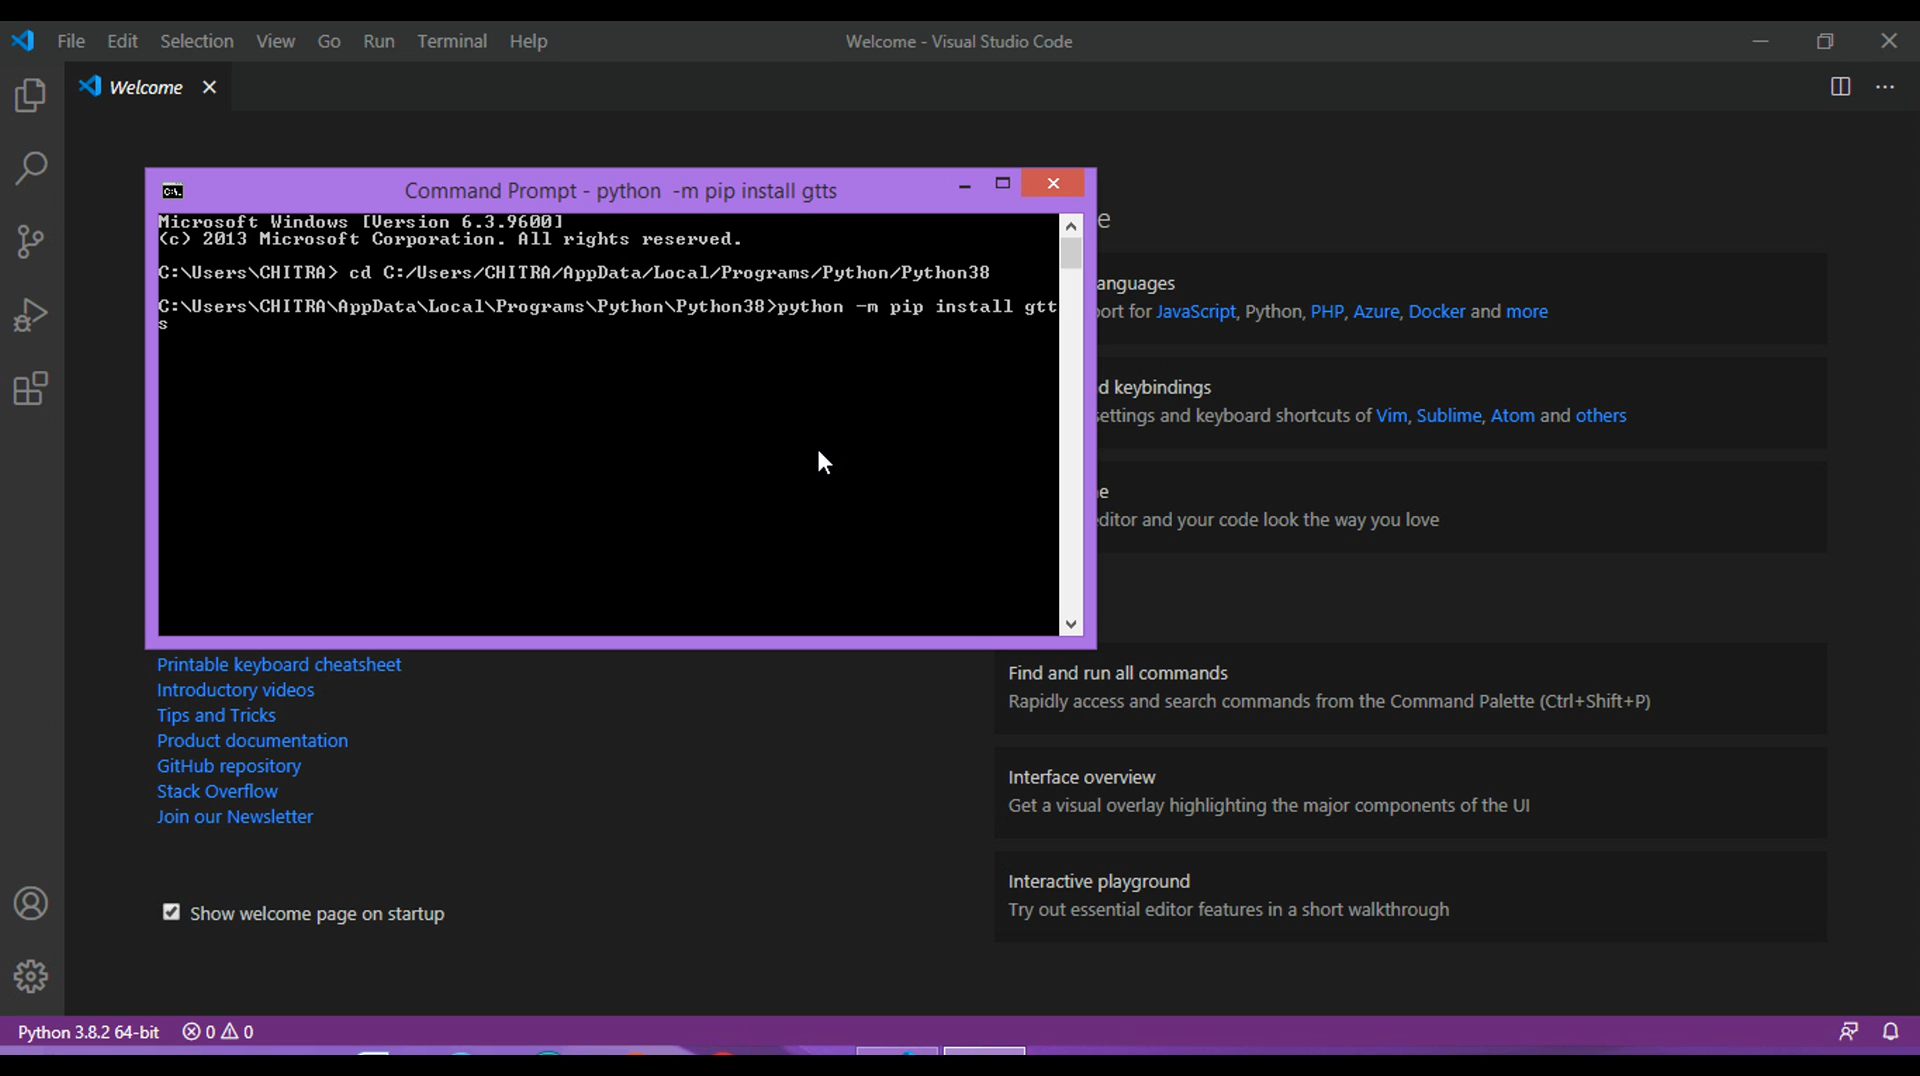 File Edit Selection View Go Run Terminal Help
Welcome - Visual Studio Code
Welcome
Command Prompt - python -m pip install gtts
Microsoft Windows [Version 6.3.9600]
(c) 2013 Microsoft Corporation. All rights reserved.
C:\Users\CHITRA> cd C:/Users/CHITRA/AppData/Local/Programs/Python/Python38
C:\Users\CHITRA\AppData\Local\Programs\Python\Python38>python -m pip install gtt
s
e
anguages
ort for JavaScript, Python, PHP, Azure, Docker and more
d keybindings
settings and keyboard shortcuts of Vim, Sublime, Atom and others
e
ditor and your code look the way you love
Printable keyboard cheatsheet
Introductory videos
Tips and Tricks
Product documentation
GitHub repository
Stack Overflow
Join our Newsletter
Show welcome page on startup
Find and run all commands
Rapidly access and search commands from the Command Palette (Ctrl+Shift+P)
Interface overview
Get a visual overlay highlighting the major components of the UI
Interactive playground
Try out essential editor features in a short walkthrough
Python 3.8.2 64-bit 0 0